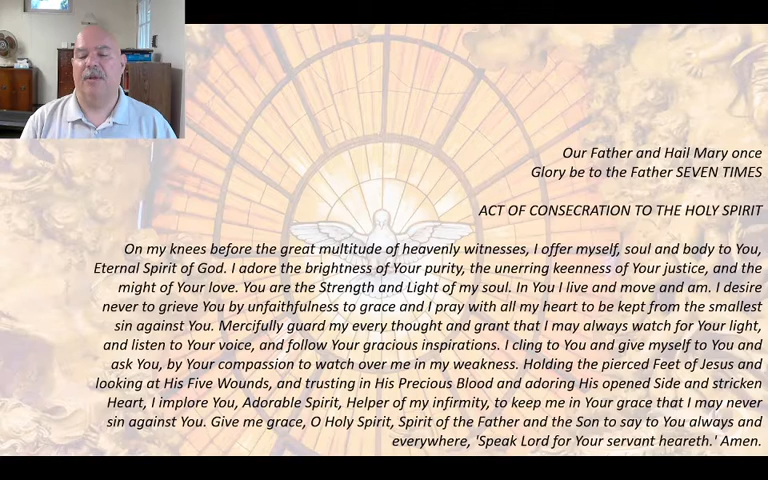 Our Father and Hail Mary once
Glory be to the Father SEVEN TIMES
ACT OF CONSECRATION TO THE HOLY SPIRIT
On my knees before the great multitude of heavenly witnesses, I offer myself, soul and body to You,
Eternal Spirit of God. I adore the brightness of Your purity, the unerring keenness of Your justice, and the
might of Your love. You are the Strength and Light of my soul. In You I live and move and am. I desire
never to grieve You by unfaithfulness to grace and I pray with all my heart to be kept from the smallest
sin against You. Mercifully guard my every thought and grant that I may always watch for Your light,
and listen to Your voice, and follow Your gracious inspirations. I cling to You and give myself to You and
ask You, by Your compassion to watch over me in my weakness. Holding the pierced Feet of Jesus and
looking at His Five Wounds, and trusting in His Precious Blood and adoring His opened Side and stricken
Heart, I implore You, Adorable Spirit, Helper of my infirmity, to keep me in Your grace that I may never
sin against You. Give me grace, O Holy Spirit, Spirit of the Father and the Son to say to You always and
everywhere, 'Speak Lord for Your servant heareth.' Amen.